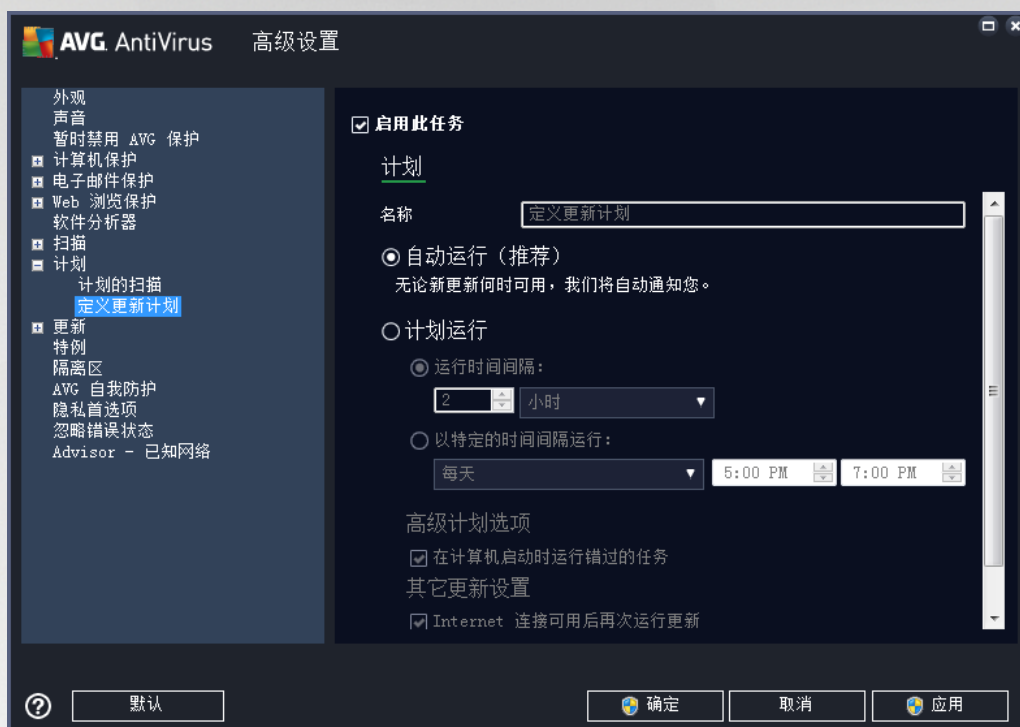 AVG. AntiVirus 高级设置
外观
声音
暂时禁用 AVG 保护
计算机保护
电子邮件保护
Web 浏览保护
软件分析器
扫描
计划
计划的扫描
定义更新计划
更新
特例
隔离区
AVG 自我防护
隐私首选项
忽略错误状态
Advisor - 已知网络
启用此任务
计划
名称 定义更新计划
自动运行（推荐）
无论新更新何时可用，我们将自动通知您。
计划运行
运行时间间隔：
2 小时
以特定的时间间隔运行：
每天 5:00 PM 7:00 PM
高级计划选项
在计算机启动时运行错过的任务
其它更新设置
Internet 连接可用后再次运行更新
? 默认 确定 取消 应用